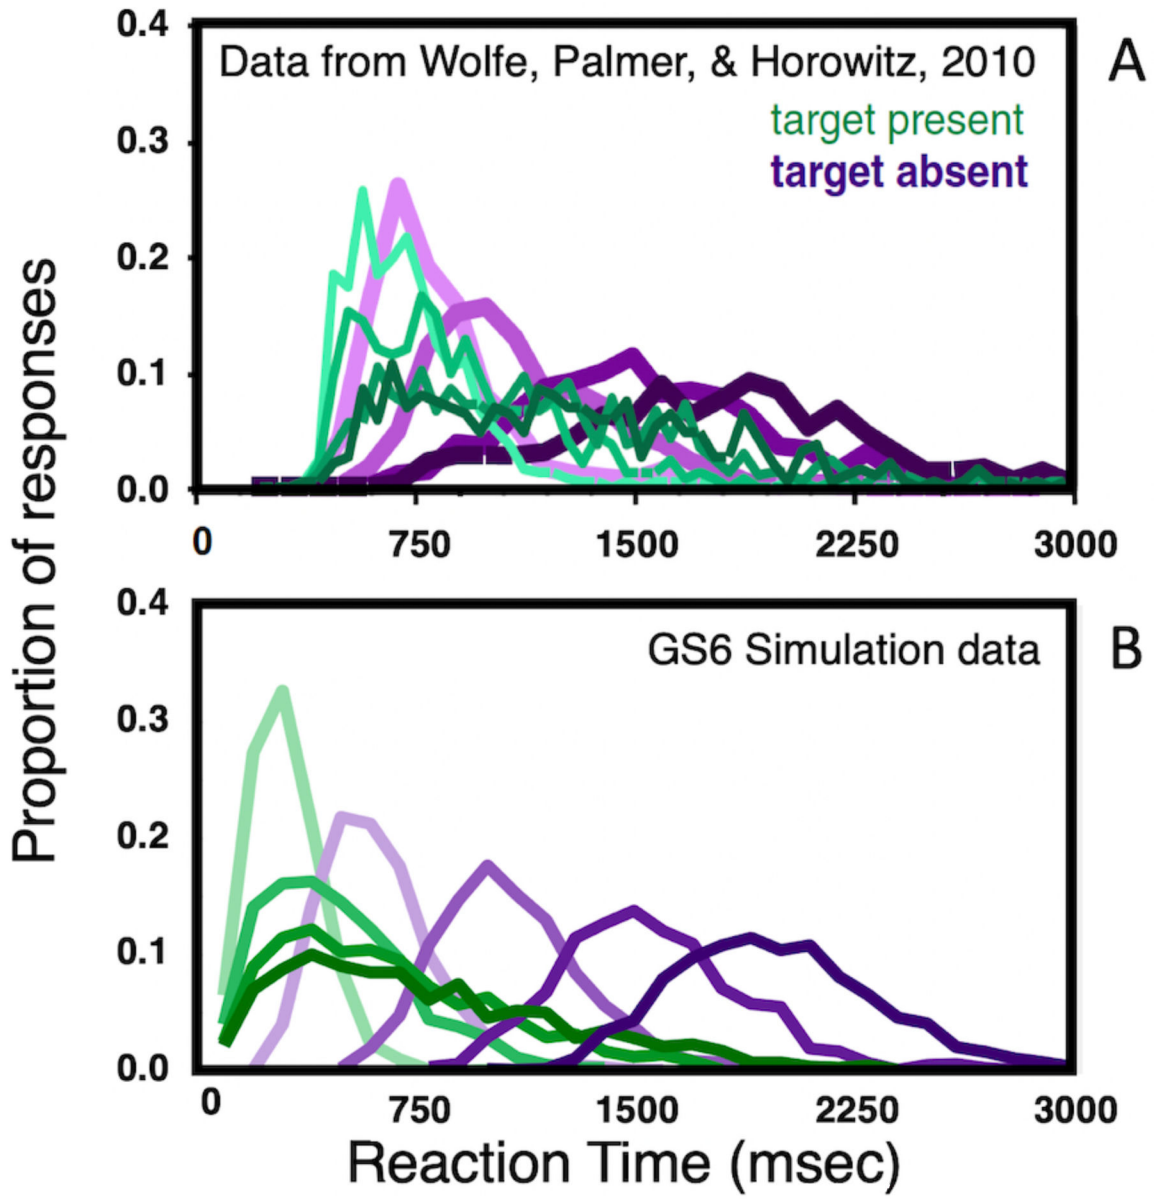 Proportion of responses
0.4
Data from Wolfe, Palmer, & Horowitz, 2010
A
target present
target absent
0.3
0.2
0.1
0.0
0 750 1500 2250 3000
0.4
GS6 Simulation data
B
0.3
0.2
0.1
0.0
0 750 1500 2250 3000
Reaction Time (msec)